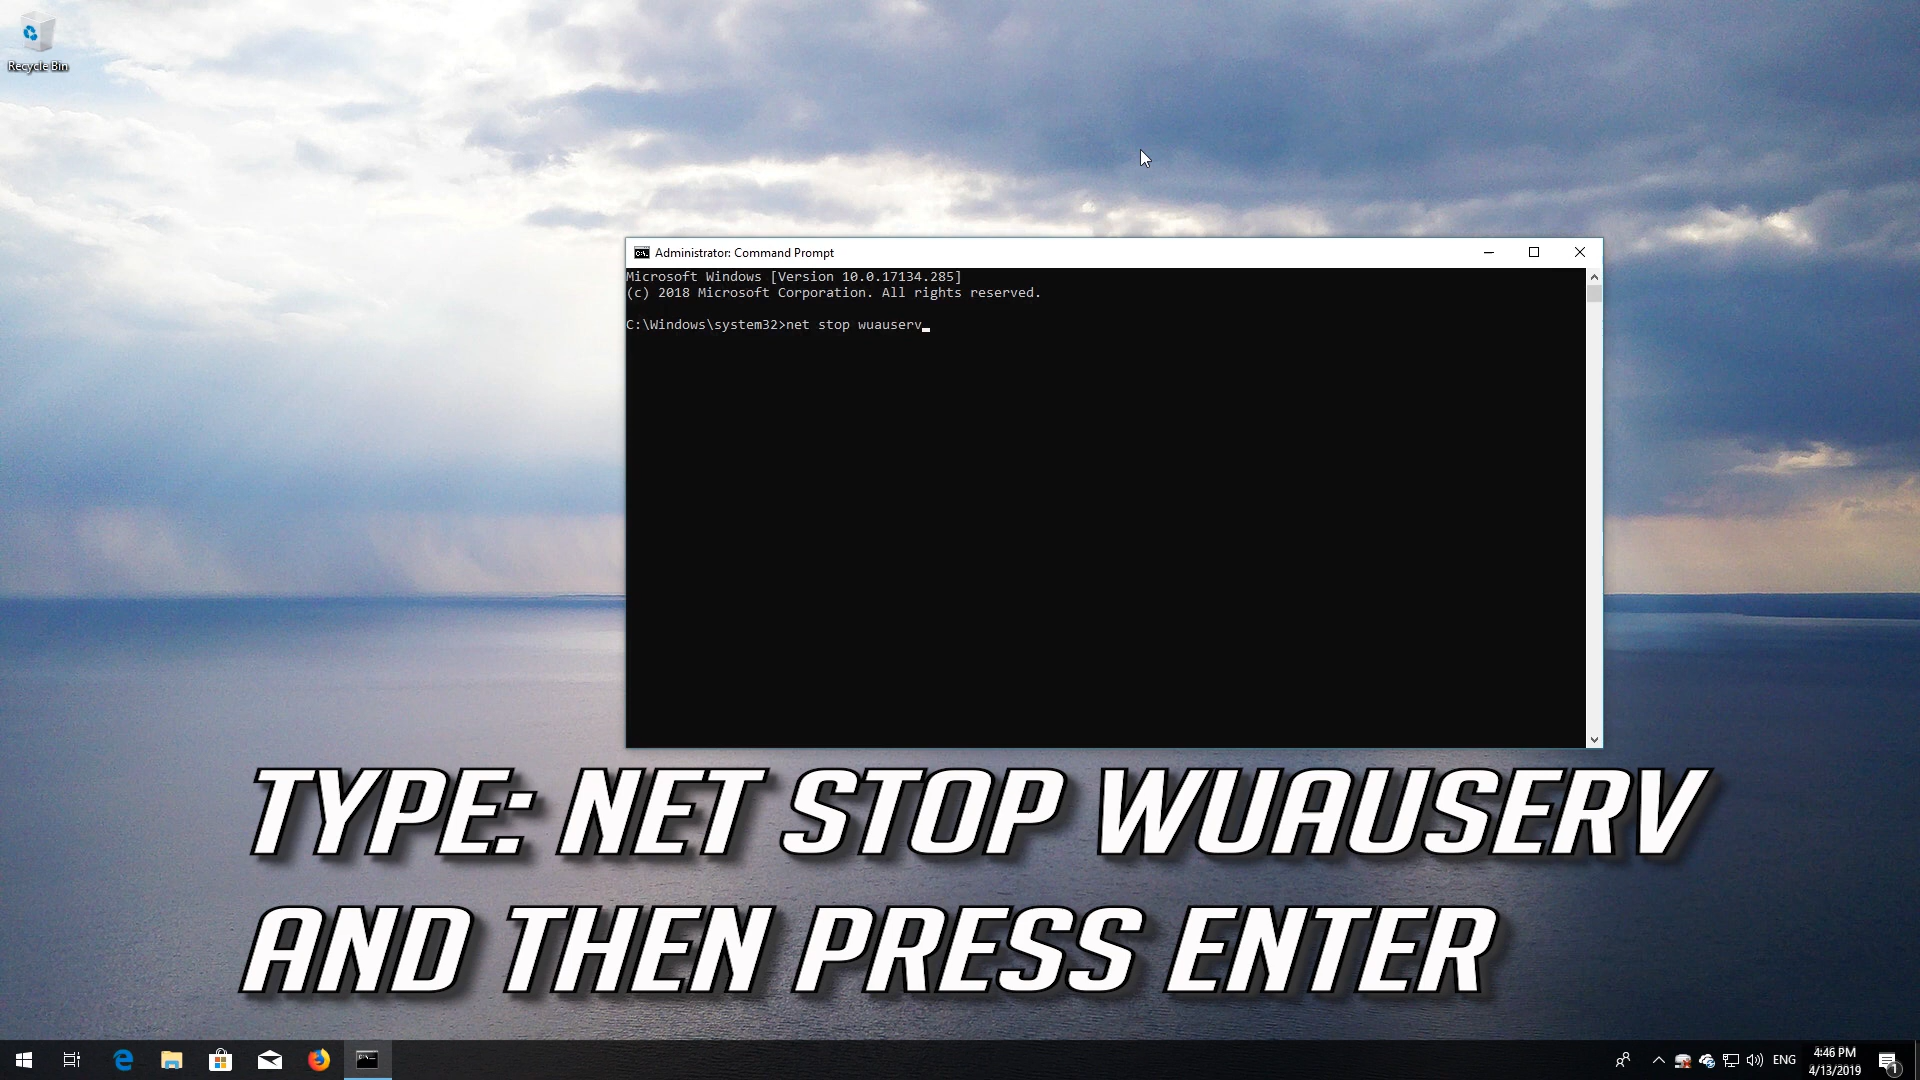 Recycle Bin
Administrator: Command Prompt
Microsoft Windows [Version 10.0.17134.285]
(c) 2018 Microsoft Corporation. All rights reserved.
C:\Windows\system32>net stop wuauserv
TYPE: NET STOP WUAUSERV
AND THEN PRESS ENTER
ENG
4:46 PM
4/13/2019
1